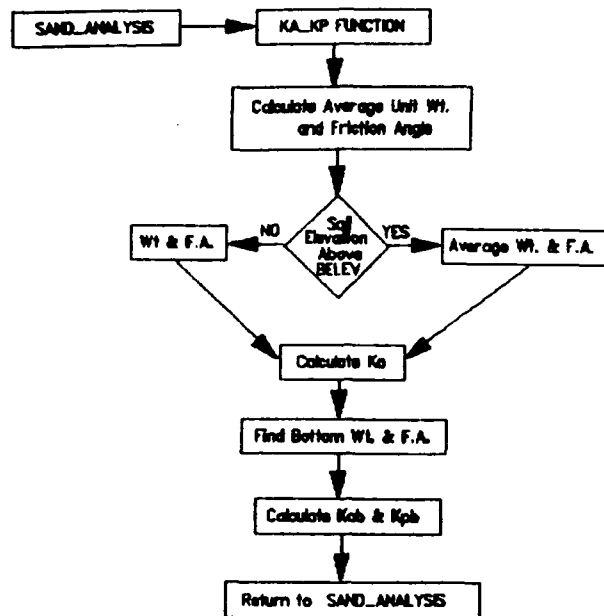 SAND_ANALYSIS
KA_KP FUNCTION
Calculate Average Unit Wt.
and Friction Angle
Soil
Elevation
Above
BELEV
NO
YES
Wt & F.A.
Average Wt. & F.A.
Calculate Ka
Find Bottom Wt. & F.A.
Calculate Kab & Kpb
Return to SAND_ANALYSIS